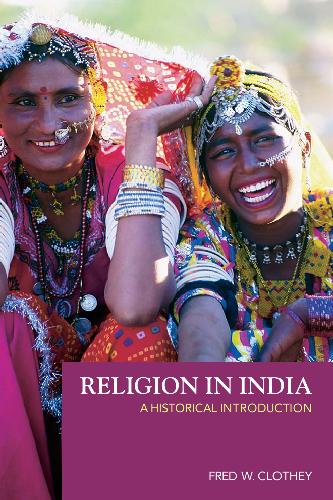 RELIGION IN INDIA
A HISTORICAL INTRODUCTION
FRED W. CLOTHEY